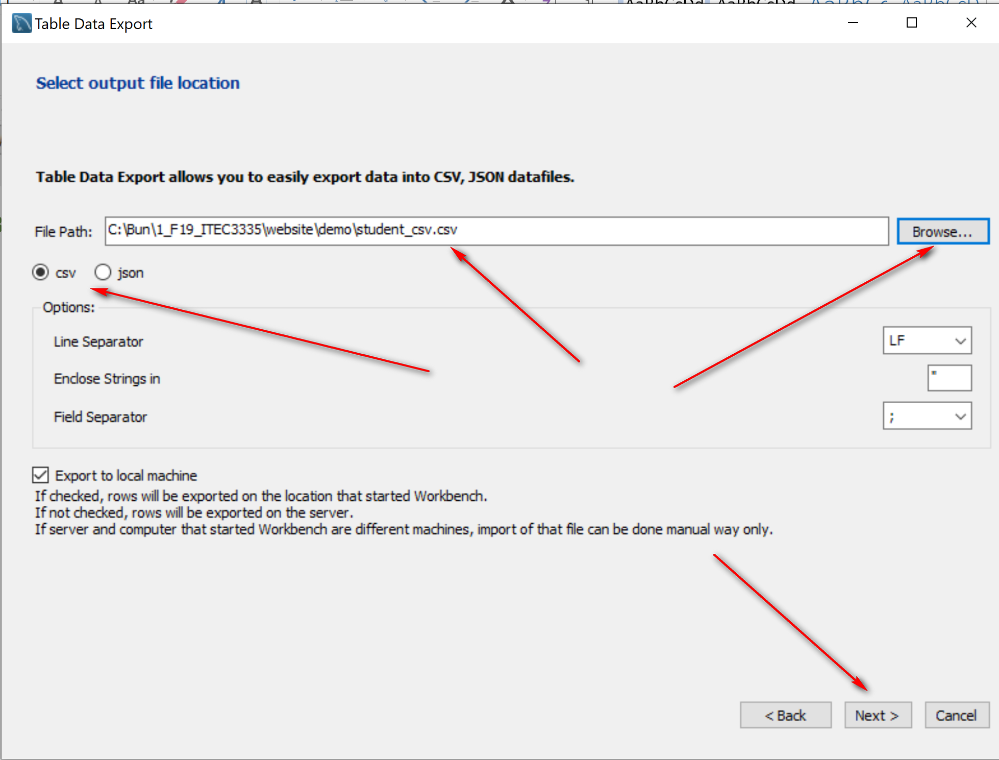 Table Data Export
Select output file location
Table Data Export allows you to easily export data into CSV, JSON datafiles.
File Path: C:\Bun\1_F19_ITEC3335\website\demo\student_csv.csv Browse...
csv json
Options:
Line Separator LF
Enclose Strings in "
Field Separator ;
Export to local machine
If checked, rows will be exported on the location that started Workbench.
If not checked, rows will be exported on the server.
If server and computer that started Workbench are different machines, import of that file can be done manual way only.
< Back Next > Cancel